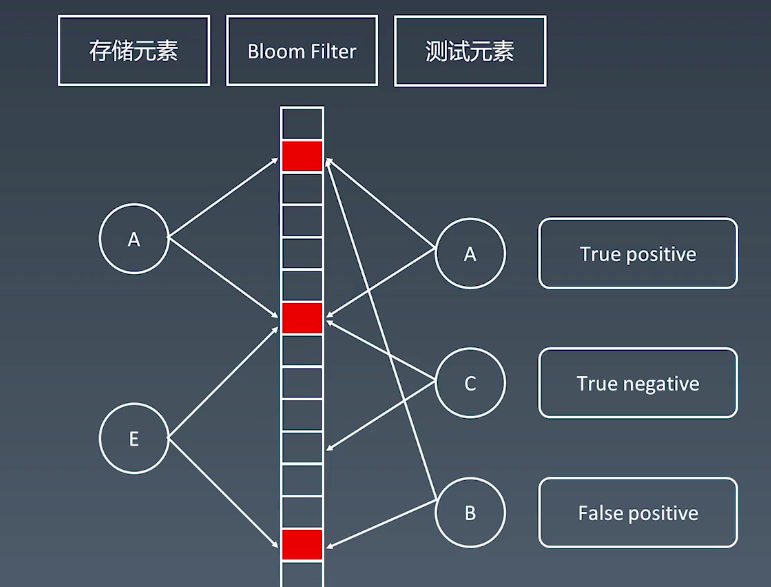 存储元素
Bloom Filter
测试元素
A
A
True positive
C
True negative
E
B
False positive